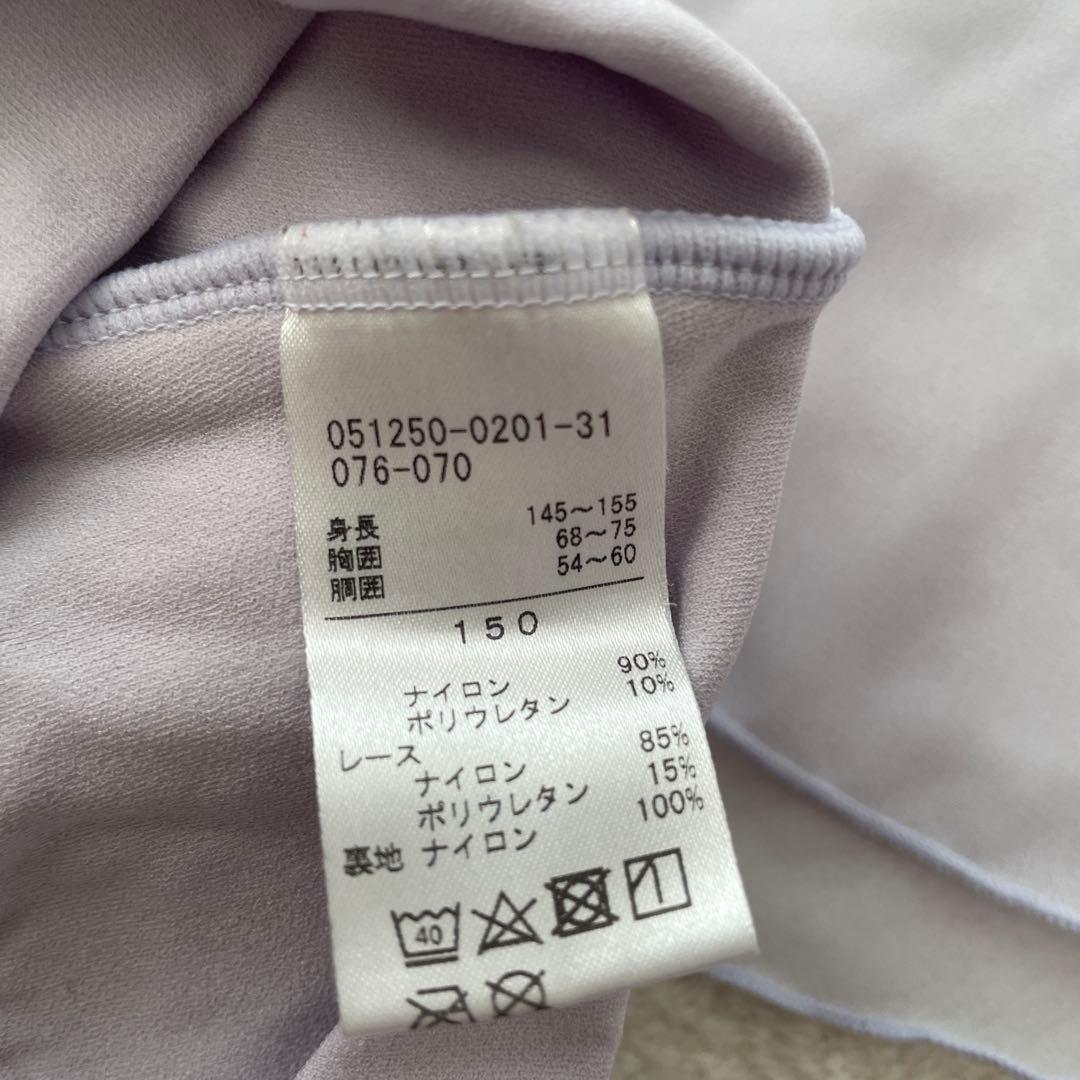 051250-0201-31
076-070
身長 145〜155
胸囲 68〜75
胴囲 54〜60
150
ナイロン 90%
ポリウレタン 10%
レース
ナイロン 85%
ポリウレタン 15%
裏地 ナイロン 100%
40